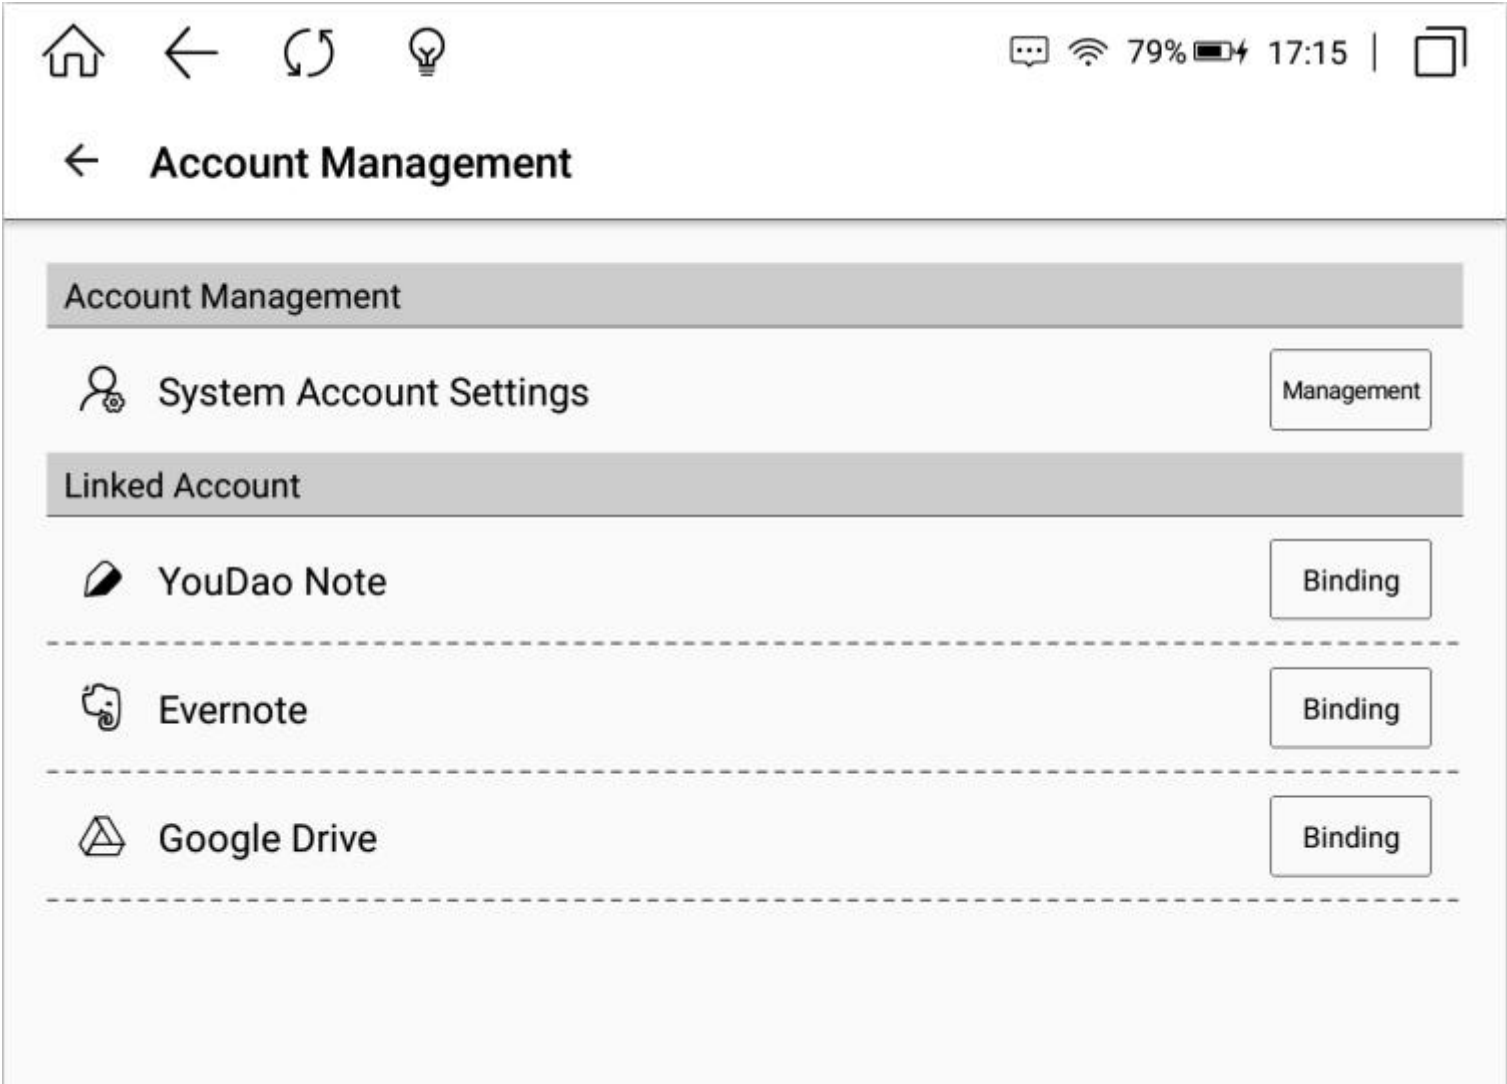 79% 17:15
Account Management
Account Management
System Account Settings Management
Linked Account
YouDao Note Binding
Evernote Binding
Google Drive Binding